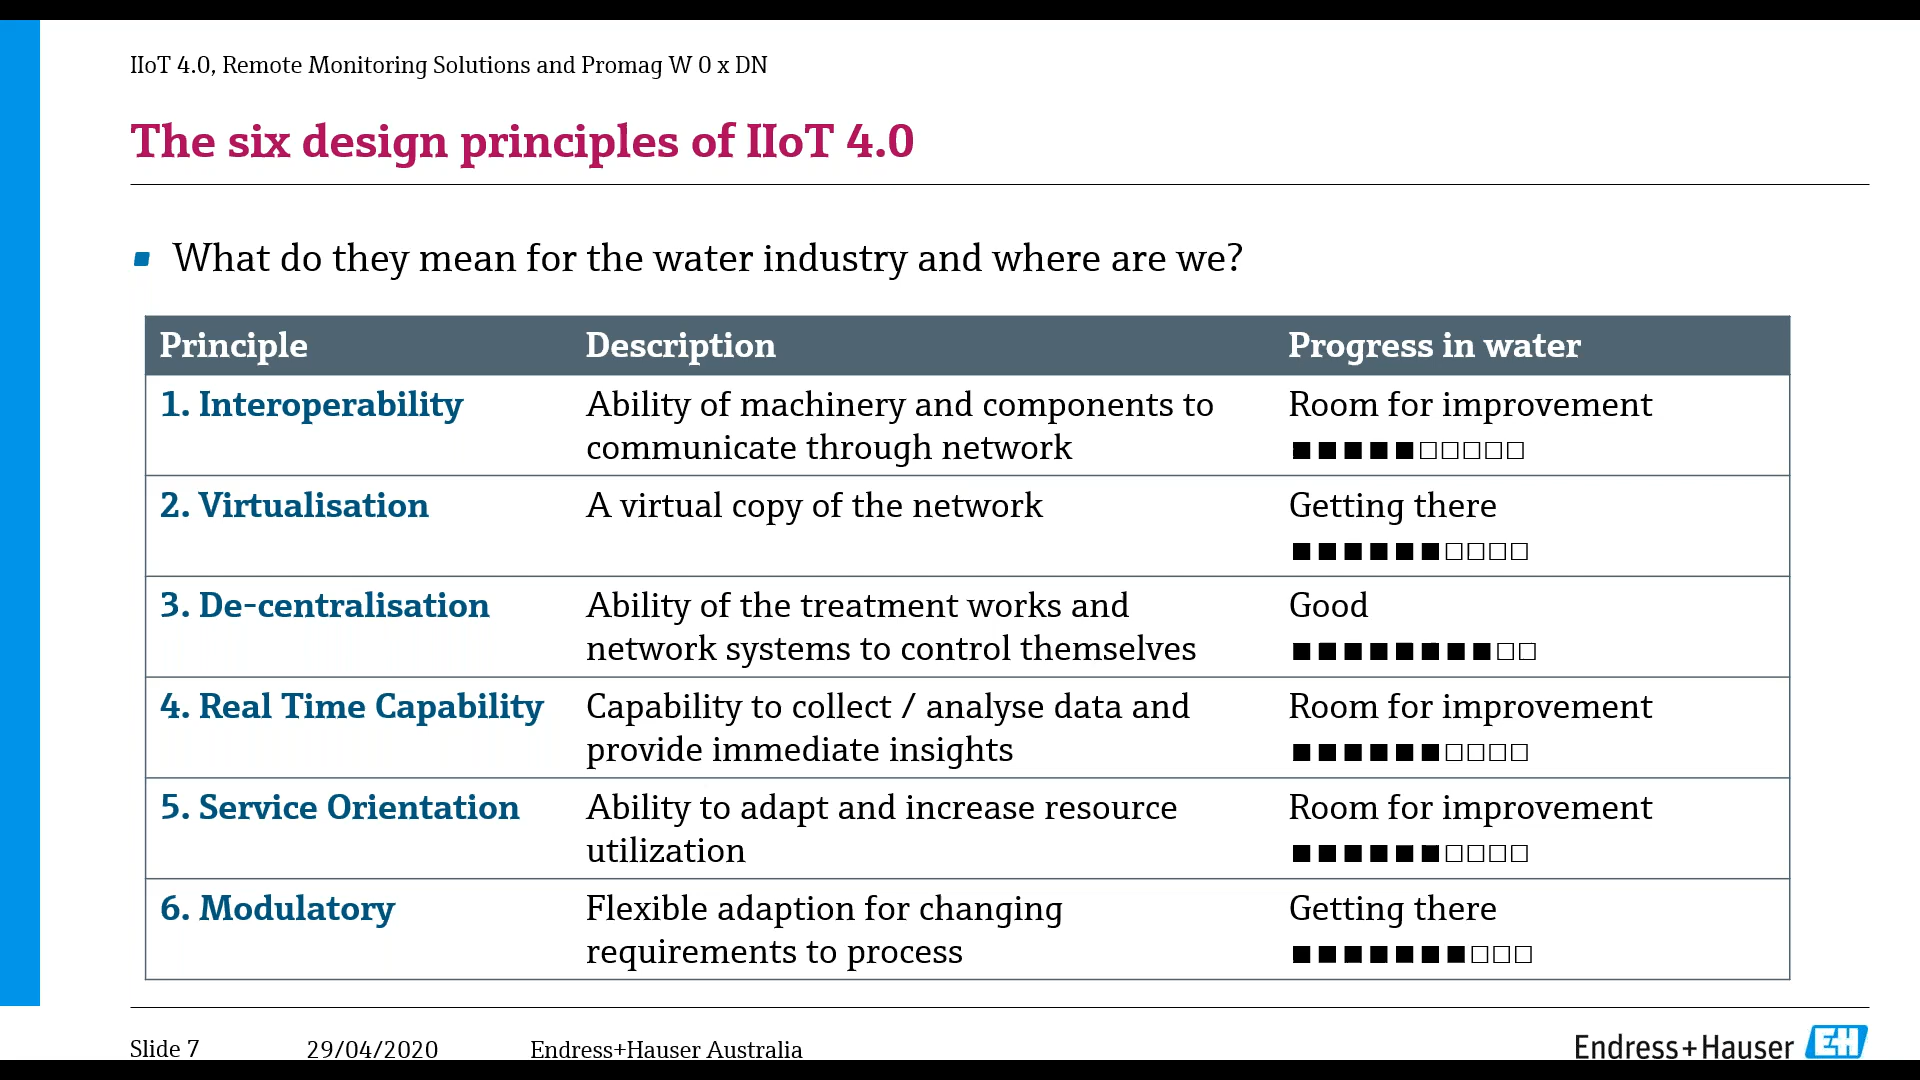 IIoT 4.0, Remote Monitoring Solutions and Promag W 0 x DN
The six design principles of IIoT 4.0
What do they mean for the water industry and where are we?
Principle Description Progress in water
1. Interoperability
Ability of machinery and components to
communicate through network
Room for improvement
■■■■■□□□□□
2. Virtualisation
A virtual copy of the network
Getting there
■■■■■■□□□□
3. De-centralisation
Ability of the treatment works and
network systems to control themselves
Good
■■■■■■■■□□
4. Real Time Capability
Capability to collect / analyse data and
provide immediate insights
Room for improvement
■■■■■■□□□□
5. Service Orientation
Ability to adapt and increase resource
utilization
Room for improvement
■■■■■■□□□□
6. Modulatory
Flexible adaption for changing
requirements to process
Getting there
■■■■■■■□□□
Slide 7 29/04/2020 Endress+Hauser Australia
Endress+Hauser EH